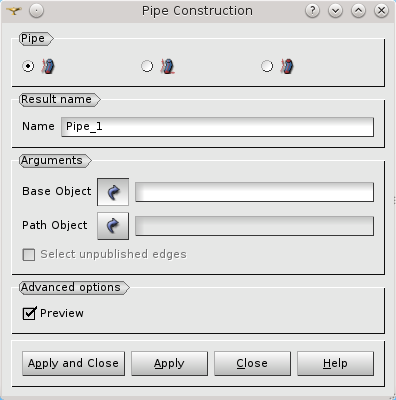 Pipe Construction
Pipe
Result name
Name Pipe_1
Arguments
Base Object
Path Object
Select unpublished edges
Advanced options
Preview
Apply and Close Apply Close Help